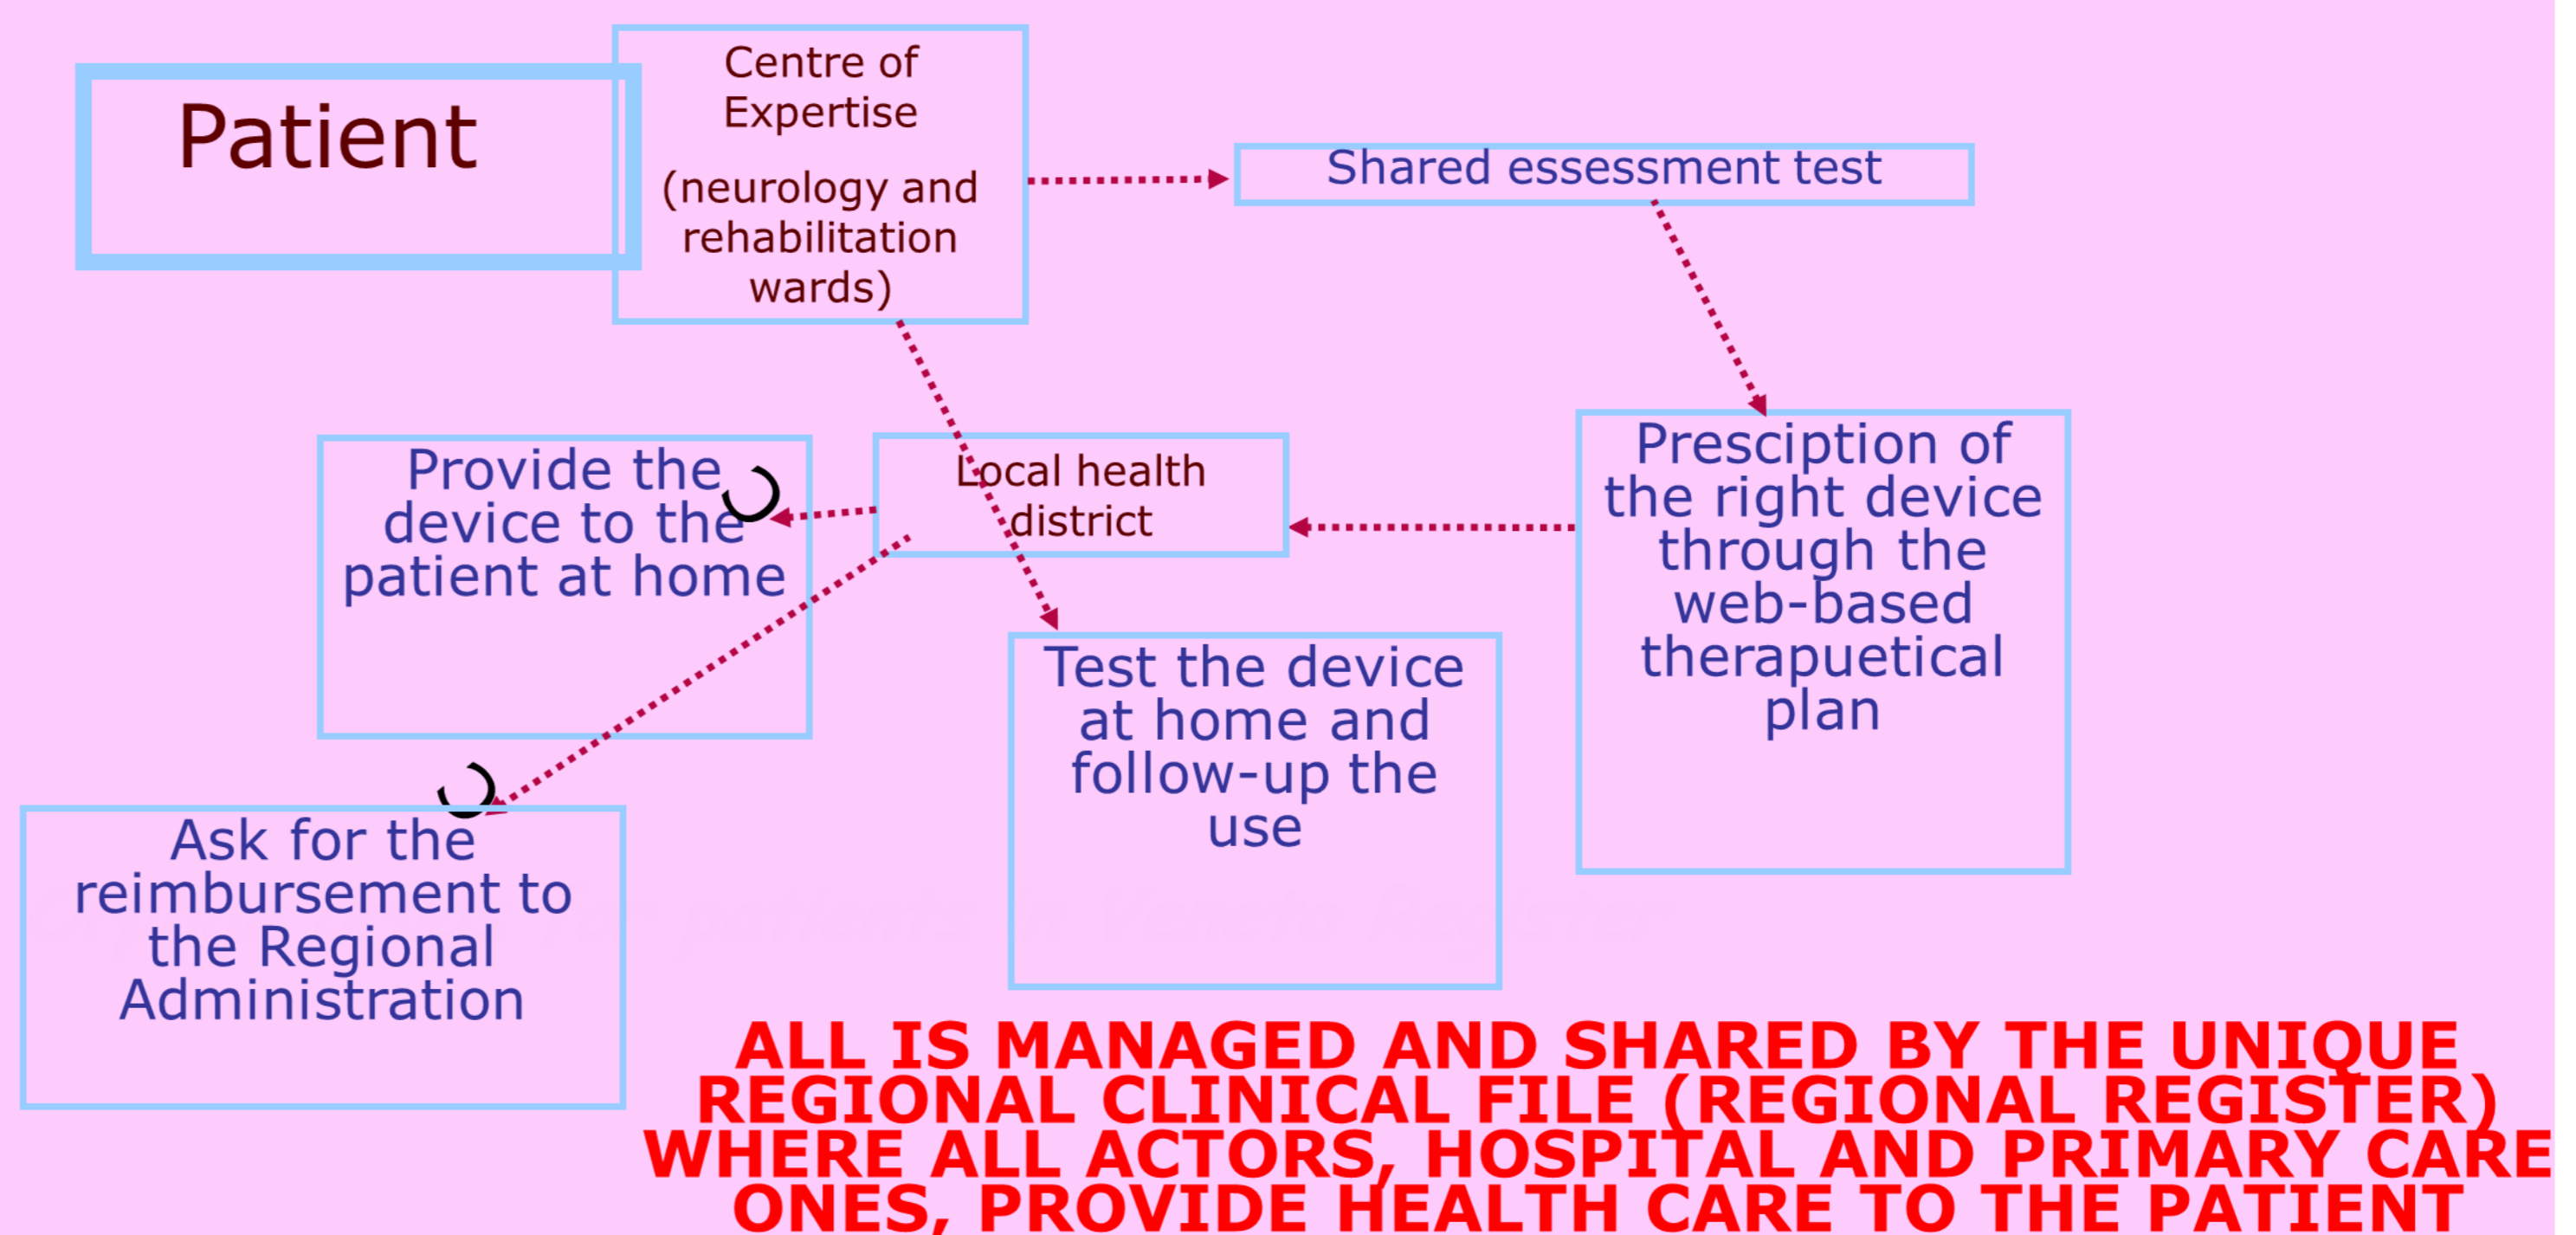 Patient
Centre of
Expertise
(neurology and
rehabilitation
wards)
Shared essessment test
Presciption of
the right device
through the
web-based
therapuetical
plan
Local health
district
Provide the
device to the
patient at home
Test the device
at home and
follow-up the
use
Ask for the
reimbursement to
the Regional
Administration
ALL IS MANAGED AND SHARED BY THE UNIQUE
REGIONAL CLINICAL FILE (REGIONAL REGISTER)
WHERE ALL ACTORS, HOSPITAL AND PRIMARY CARE
ONES, PROVIDE HEALTH CARE TO THE PATIENT